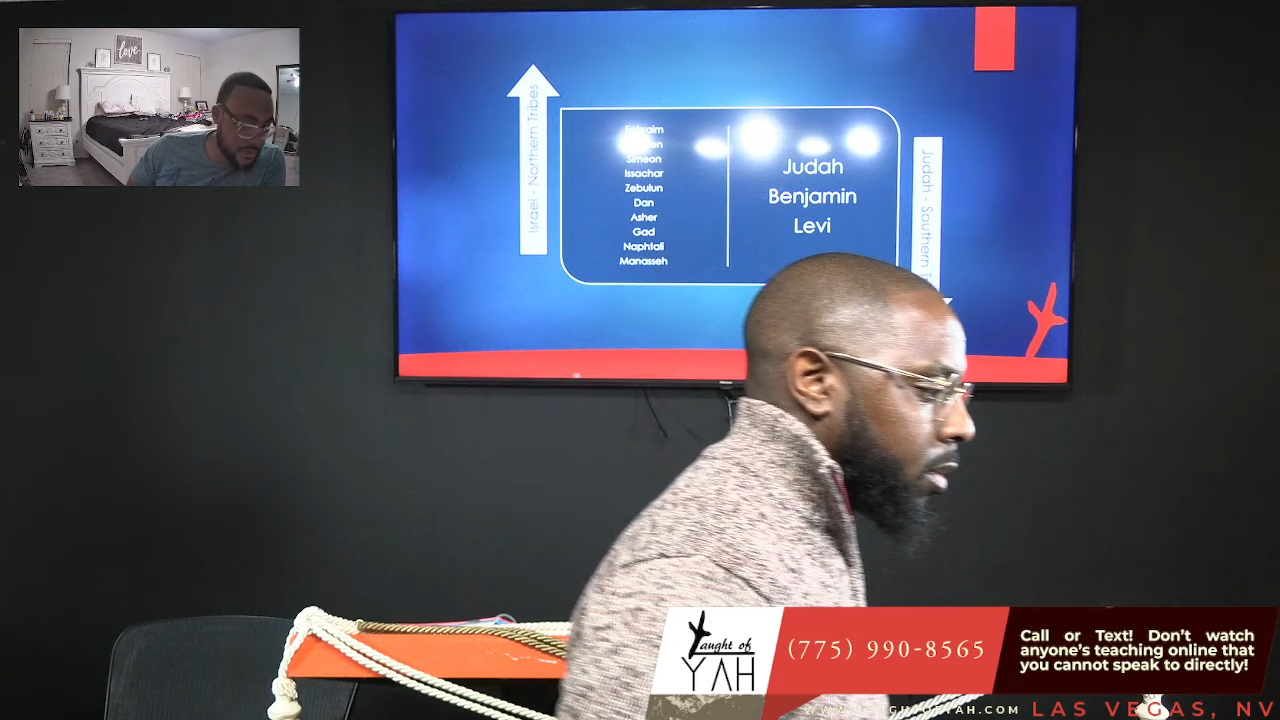 love
Israel - Northern Tribes
Simeon
Issachar
Zebulun
Dan
Asher
Gad
Naphtali
Manasseh
Judah
Benjamin
Levi
Judah - Southern
aught of
YAH
(775) 990-8565
Call or Text! Don't watch
anyone's teaching online that
you cannot speak to directly!
LAS VEGAS, NV